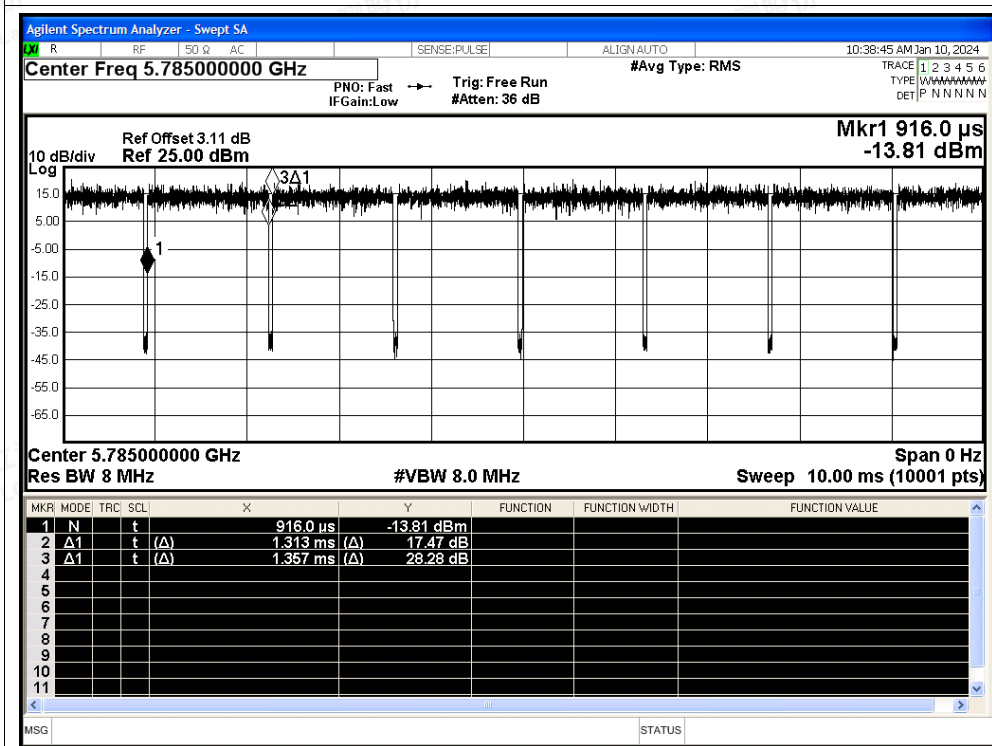 Agilent Spectrum Analyzer - Swept SA
LXI R RF 50 Ω AC SENSE:PULSE ALIGN AUTO 10:38:45 AM Jan 10, 2024
Center Freq 5.785000000 GHz
PNO: Fast
IFGain:Low
Trig: Free Run
#Atten: 36 dB
#Avg Type: RMS
TRACE 1 2 3 4 5 6
TYPE
DET P N N N N N
Mkr1 916.0 µs
-13.81 dBm
10 dB/div
Log
Ref Offset 3.11 dB
Ref 25.00 dBm
3Δ1
1
15.0
5.00
-5.00
-15.0
-25.0
-35.0
-45.0
-55.0
-65.0
Center 5.785000000 GHz Span 0 Hz
Res BW 8 MHz #VBW 8.0 MHz Sweep 10.00 ms (10001 pts)
MKR MODE TRC SCL X Y FUNCTION FUNCTION WIDTH FUNCTION VALUE
1 N t 916.0 µs -13.81 dBm
2 Δ1 t (Δ) 1.313 ms (Δ) 17.47 dB
3 Δ1 t (Δ) 1.357 ms (Δ) 28.28 dB
4
5
6
7
8
9
10
11
MSG STATUS